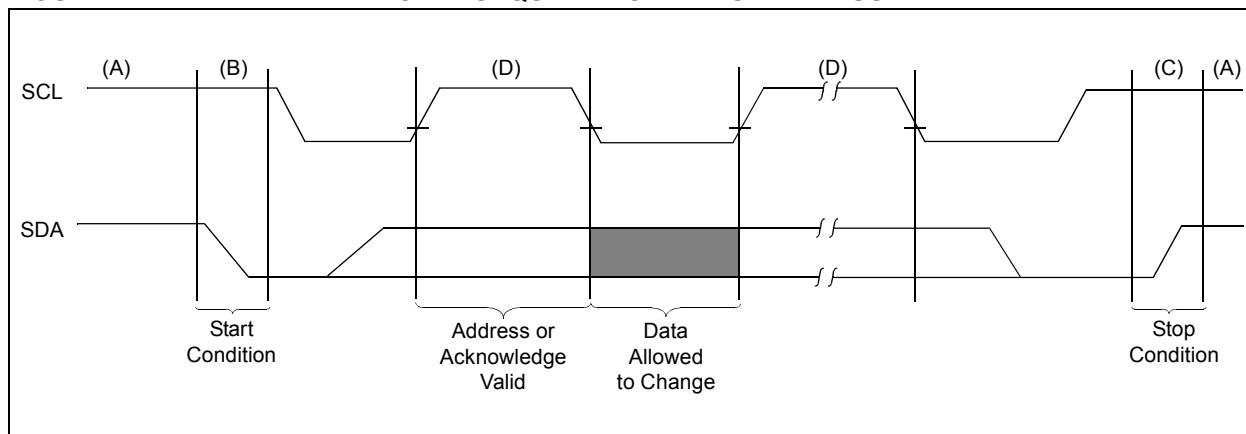 (A) (B) (D) (D) (C) (A)
SCL
SDA
Start
Condition
Address or
Acknowledge
Valid
Data
Allowed
to Change
Stop
Condition